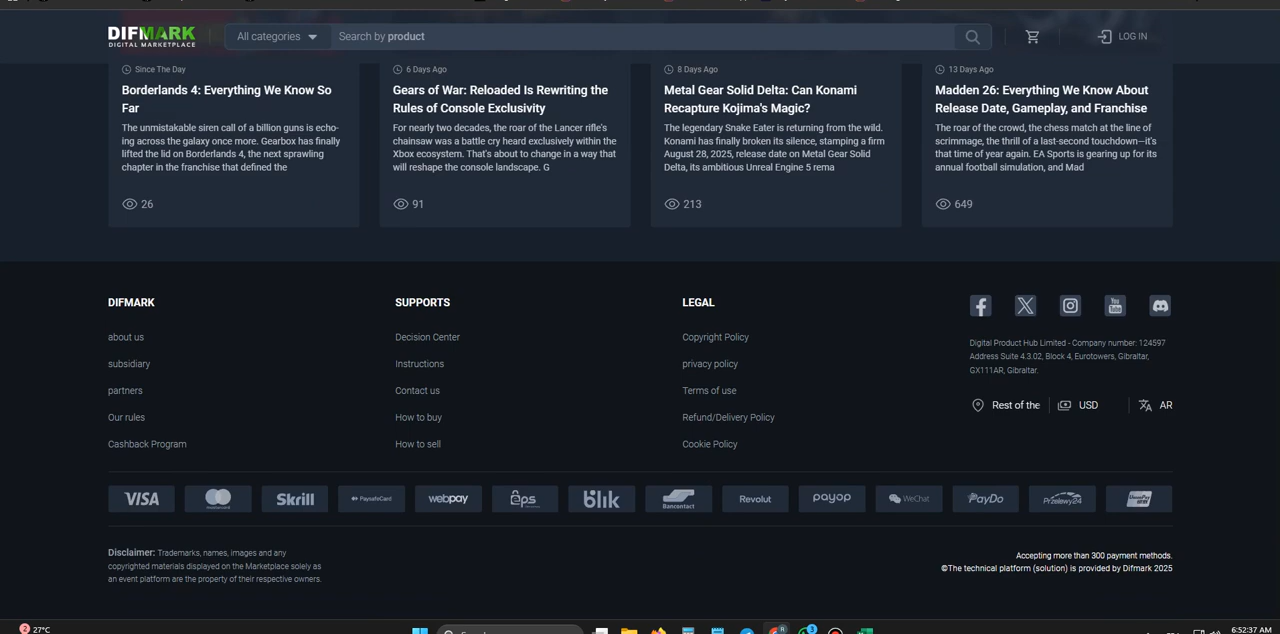 DIFMARK
DIGITAL MARKETPLACE
All categories
Search by product
LOG IN
Since The Day
Borderlands 4: Everything We Know So
Far
The unmistakable siren call of a billion guns is echo-
ing across the galaxy once more. Gearbox has finally
lifted the lid on Borderlands 4, the next sprawling
chapter in the franchise that defined the
26
6 Days Ago
Gears of War: Reloaded Is Rewriting the
Rules of Console Exclusivity
For nearly two decades, the roar of the Lancer rifle's
chainsaw was a battle cry heard exclusively within the
Xbox ecosystem. That's about to change in a way that
will reshape the console landscape. G
91
8 Days Ago
Metal Gear Solid Delta: Can Konami
Recapture Kojima's Magic?
The legendary Snake Eater is returning from the wild.
Konami has finally broken its silence, stamping a firm
August 28, 2025, release date on Metal Gear Solid
Delta, its ambitious Unreal Engine 5 rema
213
13 Days Ago
Madden 26: Everything We Know About
Release Date, Gameplay, and Franchise
The roar of the crowd, the chess match at the line of
scrimmage, the thrill of a last-second touchdown—it's
that time of year again. EA Sports is gearing up for its
annual football simulation, and Mad
649
DIFMARK
about us
subsidiary
partners
Our rules
Cashback Program
SUPPORTS
Decision Center
Instructions
Contact us
How to buy
How to sell
LEGAL
Copyright Policy
privacy policy
Terms of use
Refund/Delivery Policy
Cookie Policy
You
Tube
Digital Product Hub Limited - Company number: 124597
Address Suite 4.3.02, Block 4, Eurotowers, Gibraltar,
GX111AR, Gibraltar.
Rest of the
USD
AR
VISA
Skrill
PaysafeCard
webpay
eps
blik
Bancontact
Revolut
payop
WeChat
PayDo
Przelewy24
UnionPay
Disclaimer: Trademarks, names, images and any
copyrighted materials displayed on the Marketplace solely as
an event platform are the property of their respective owners.
Accepting more than 300 payment methods.
©The technical platform (solution) is provided by Difmark 2025
2
27°C
3
6:52:37 AM